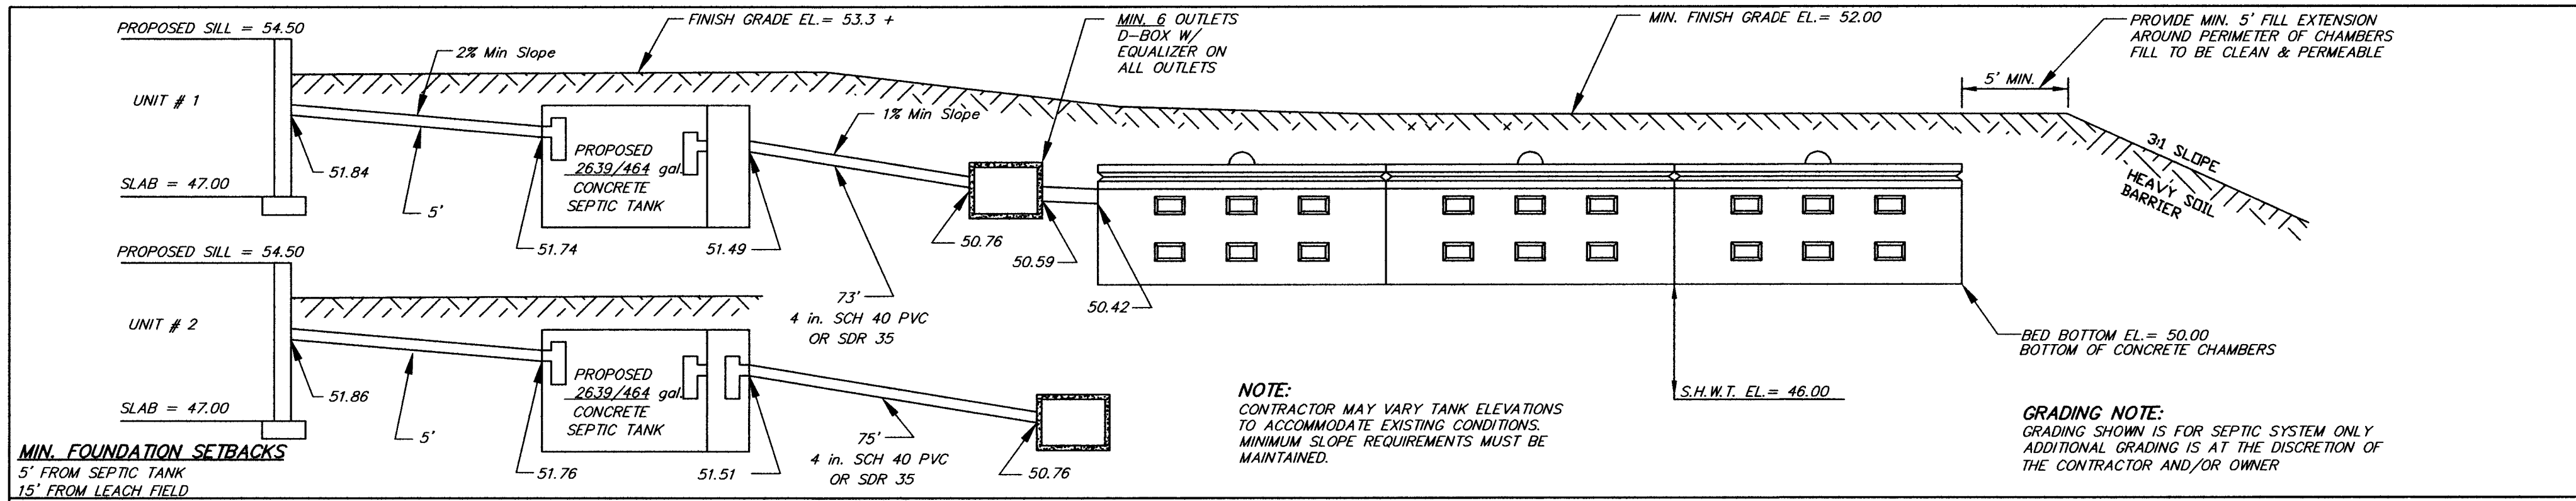 PROPOSED SILL = 54.50
2% Min Slope
FINISH GRADE EL.= 53.3 +
MIN. 6 OUTLETS
D-BOX W/
EQUALIZER ON
ALL OUTLETS
MIN. FINISH GRADE EL.= 52.00
PROVIDE MIN. 5' FILL EXTENSION
AROUND PERIMETER OF CHAMBERS
FILL TO BE CLEAN & PERMEABLE
5' MIN.
UNIT # 1
1% Min Slope
PROPOSED
2639/464 gal.
CONCRETE
SEPTIC TANK
3:1 SLOPE
HEAVY SOIL
BARRIER
SLAB = 47.00
51.84
5'
51.74
51.49
50.76
50.59
50.42
73'
4 in. SCH 40 PVC
OR SDR 35
BED BOTTOM EL.= 50.00
BOTTOM OF CONCRETE CHAMBERS
S.H.W.T. EL.= 46.00
PROPOSED SILL = 54.50
UNIT # 2
PROPOSED
2639/464 gal.
CONCRETE
SEPTIC TANK
SLAB = 47.00
51.86
5'
51.76
51.51
75'
4 in. SCH 40 PVC
OR SDR 35
50.76
MIN. FOUNDATION SETBACKS
5' FROM SEPTIC TANK
15' FROM LEACH FIELD
NOTE:
CONTRACTOR MAY VARY TANK ELEVATIONS
TO ACCOMMODATE EXISTING CONDITIONS.
MINIMUM SLOPE REQUIREMENTS MUST BE
MAINTAINED.
GRADING NOTE:
GRADING SHOWN IS FOR SEPTIC SYSTEM ONLY
ADDITIONAL GRADING IS AT THE DISCRETION OF
THE CONTRACTOR AND/OR OWNER